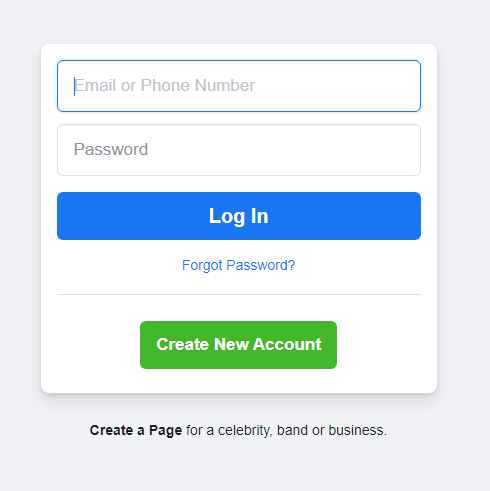 Email or Phone Number
Password
Log In
Forgot Password?
Create New Account
Create a Page for a celebrity, band or business.